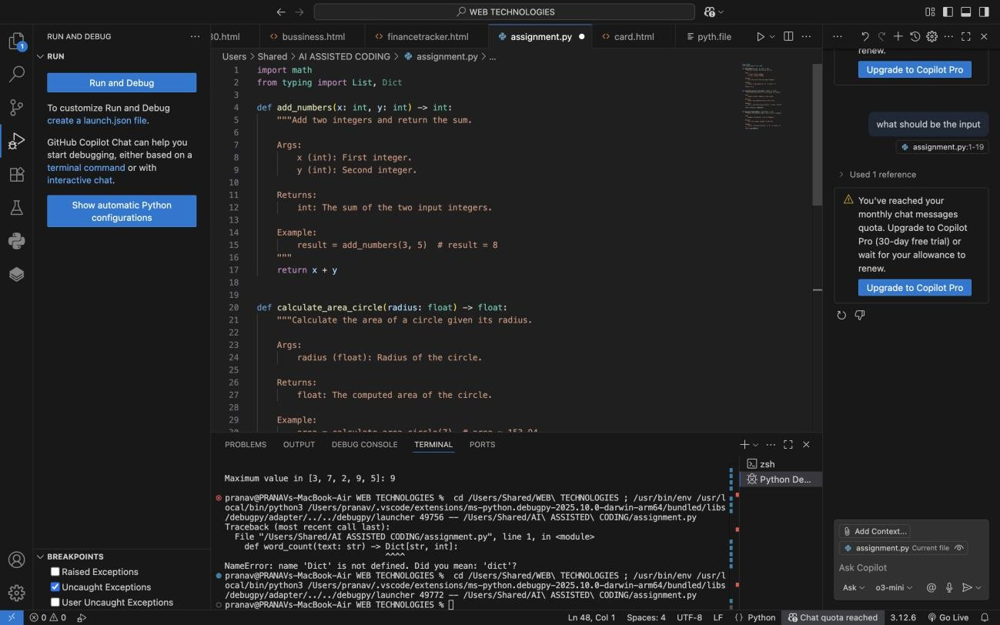 WEB TECHNOLOGIES
RUN AND DEBUG
30.html
bussiness.html
financetracker.html
assignment.py
card.html
pyth.file
Users > Shared > AI ASSISTED CODING > assignment.py > ...
RUN
Run and Debug
To customize Run and Debug
create a launch.json file.
GitHub Copilot Chat can help you
start debugging, either based on a
terminal command or with
interactive chat.
Show automatic Python
configurations
1 import math
2 from typing import List, Dict
3
4 def add_numbers(x: int, y: int) -> int:
5 """Add two integers and return the sum.
6
7 Args:
8 x (int): First integer.
9 y (int): Second integer.
10
11 Returns:
12 int: The sum of the two input integers.
13
14 Example:
15 result = add_numbers(3, 5)  # result = 8
16 """
17 return x + y
18
19
20 def calculate_area_circle(radius: float) -> float:
21 """Calculate the area of a circle given its radius.
22
23 Args:
24 radius (float): Radius of the circle.
25
26 Returns:
27 float: The computed area of the circle.
28
29 Example:
30 area = calculate_area_circle(7)  # area ≈ 153.94
renew.
Upgrade to Copilot Pro
what should be the input
assignment.py:1-19
Used 1 reference
You've reached your
monthly chat messages
quota. Upgrade to Copilot
Pro (30-day free trial) or
wait for your allowance to
renew.
Upgrade to Copilot Pro
PROBLEMS OUTPUT DEBUG CONSOLE TERMINAL PORTS
Maximum value in [3, 7, 2, 9, 5]: 9
pranav@PRANAVs-MacBook-Air WEB TECHNOLOGIES %  cd /Users/Shared/WEB\ TECHNOLOGIES ; /usr/bin/env /usr/l
ocal/bin/python3 /Users/pranav/.vscode/extensions/ms-python.debugpy-2025.10.0-darwin-arm64/bundled/libs
/debugpy/adapter/../../debugpy/launcher 49756 -- /Users/Shared/AI\ ASSISTED\ CODING/assignment.py
Traceback (most recent call last):
File "/Users/Shared/AI ASSISTED CODING/assignment.py", line 1, in <module>
def word_count(text: str) -> Dict[str, int]:
^^^^
NameError: name 'Dict' is not defined. Did you mean: 'dict'?
pranav@PRANAVs-MacBook-Air WEB TECHNOLOGIES %  cd /Users/Shared/WEB\ TECHNOLOGIES ; /usr/bin/env /usr/l
ocal/bin/python3 /Users/pranav/.vscode/extensions/ms-python.debugpy-2025.10.0-darwin-arm64/bundled/libs
/debugpy/adapter/../../debugpy/launcher 49772 -- /Users/Shared/AI\ ASSISTED\ CODING/assignment.py
pranav@PRANAVs-MacBook-Air WEB TECHNOLOGIES %
zsh
Python De...
BREAKPOINTS
Raised Exceptions
Uncaught Exceptions
User Uncaught Exceptions
Add Context...
assignment.py Current file
Ask Copilot
Ask o3-mini
0 0
Ln 48, Col 1 Spaces: 4 UTF-8 LF {} Python Chat quota reached 3.12.6 Go Live
1